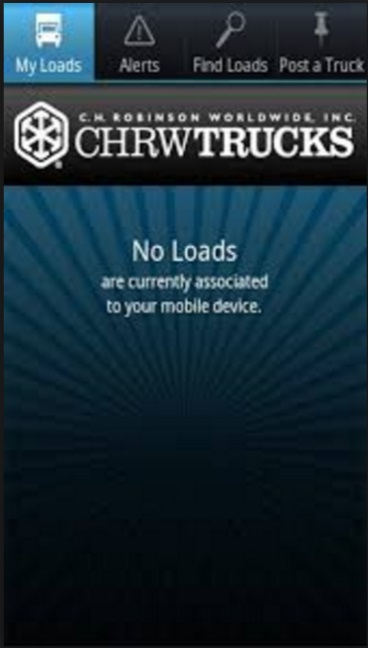 My Loads Alerts Find Loads Post a Truck
C.H. ROBINSON WORLDWIDE, INC.
CHRWTRUCKS
No Loads
are currently associated
to your mobile device.